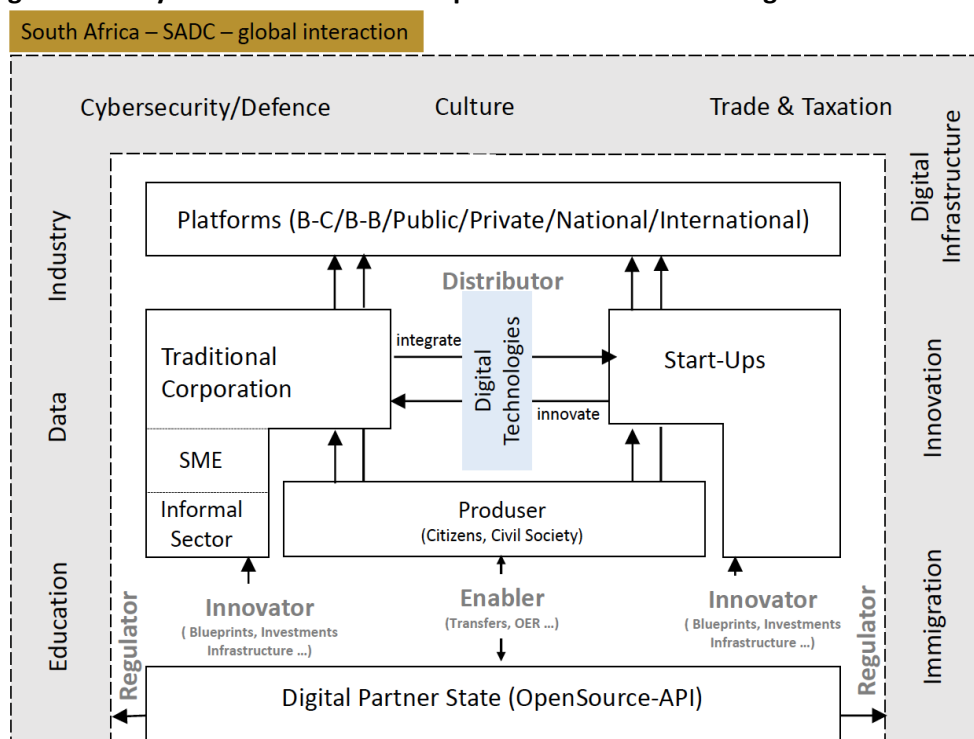 South Africa – SADC – global interaction
Cybersecurity/Defence
Culture
Trade & Taxation
Digital
Infrastructure
Industry
Platforms (B-C/B-B/Public/Private/National/International)
Distributor
Traditional
Corporation
integrate
Digital
Technologies
innovate
Start-Ups
Data
Innovation
SME
Informal
Sector
Produser
(Citizens, Civil Society)
Education
Regulator
Innovator
( Blueprints, Investments
Infrastructure ...)
Enabler
(Transfers, OER ...)
Innovator
( Blueprints, Investments
Infrastructure ...)
Regulator
Immigration
Digital Partner State (OpenSource-API)